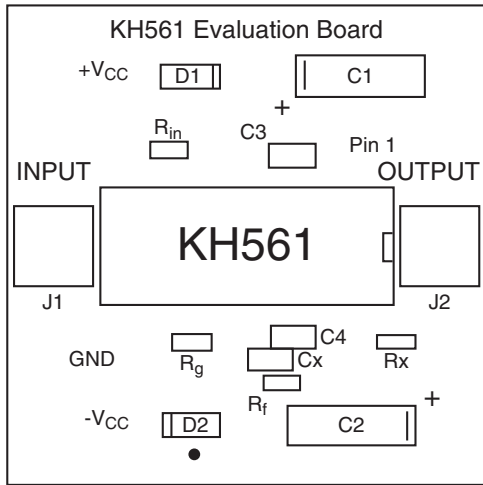 KH561 Evaluation Board
+VCC D1 C1
+
Rin C3 Pin 1
INPUT OUTPUT
KH561
J1 J2
C4
GND Rg Cx Rx
Rf
-VCC D2 C2 +